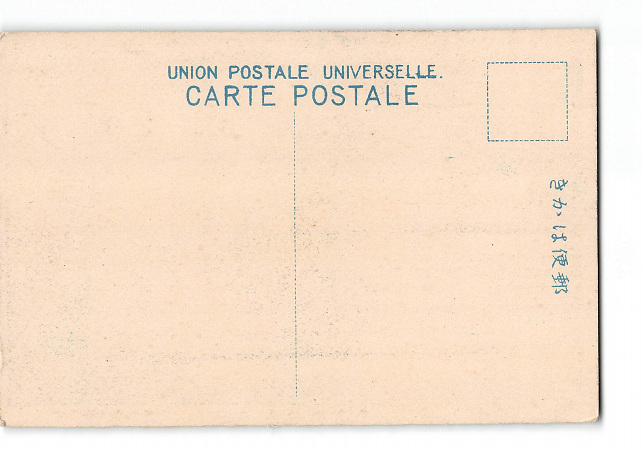 UNION POSTALE UNIVERSELLE.
CARTE POSTALE
きかは便郵